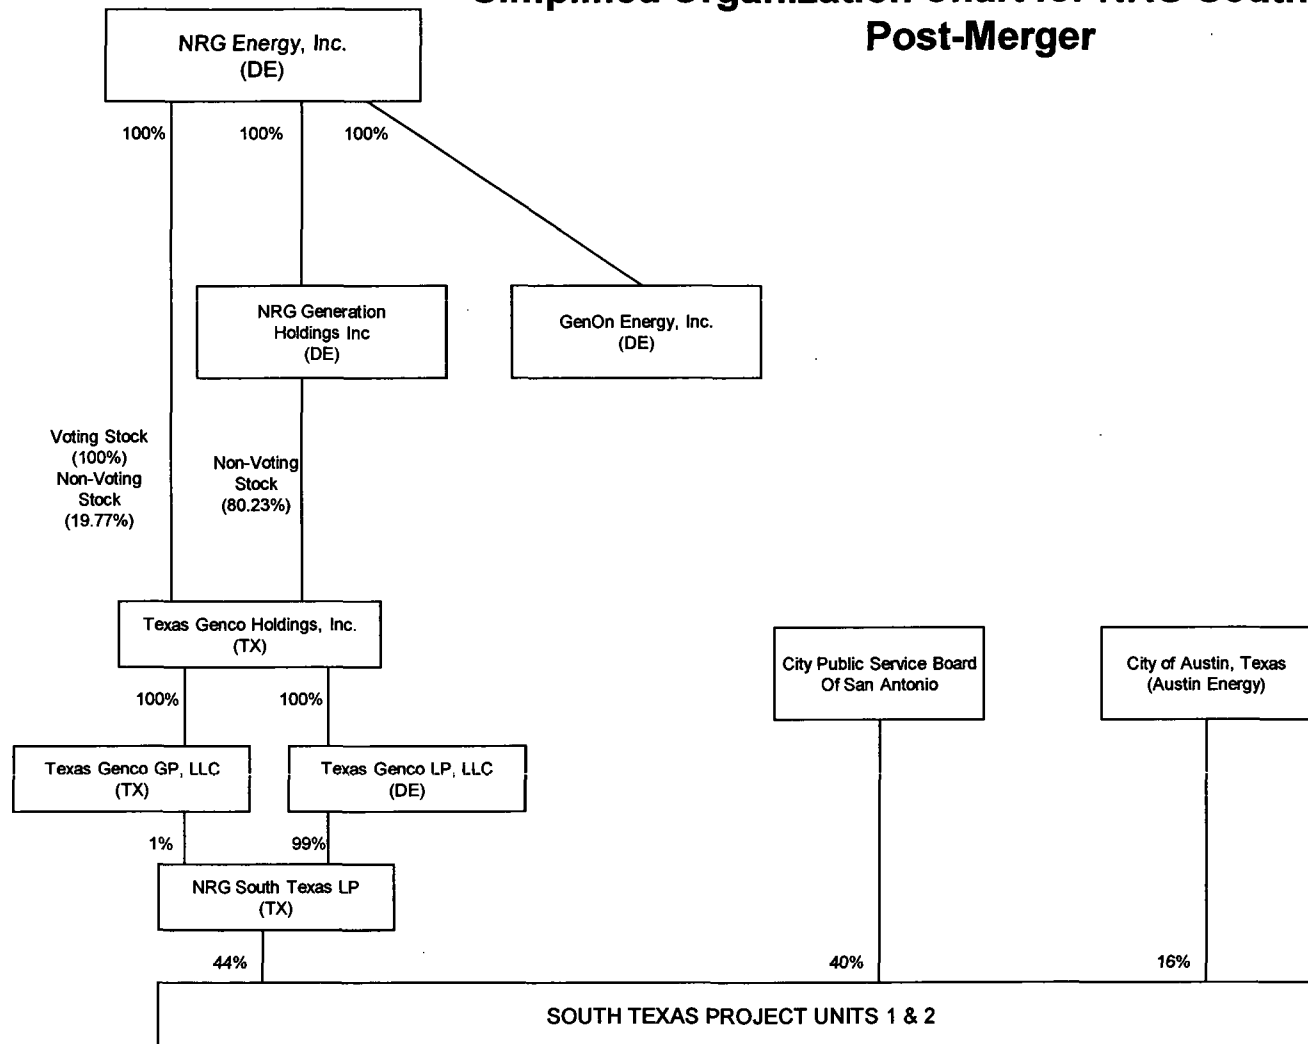 Post-Merger
NRG Energy, Inc.
(DE)
100%
100%
100%
NRG Generation
Holdings Inc
(DE)
GenOn Energy, Inc.
(DE)
Voting Stock
(100%)
Non-Voting
Stock
(19.77%)
Non-Voting
Stock
(80.23%)
Texas Genco Holdings, Inc.
(TX)
City Public Service Board
Of San Antonio
City of Austin, Texas
(Austin Energy)
100%
100%
Texas Genco GP, LLC
(TX)
Texas Genco LP, LLC
(DE)
1%
99%
NRG South Texas LP
(TX)
44%
40%
16%
SOUTH TEXAS PROJECT UNITS 1 & 2